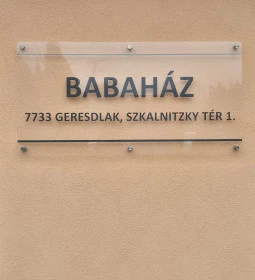 BABAHÁZ
7733 GERESDLAK, SZKALNITZKY TÉR 1.